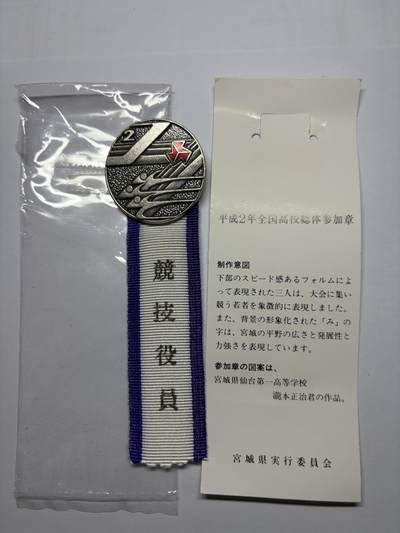 2
競技役員
平成2年全国高校総体参加章
制作意図
下部のスピード感あるフォルムによ
って表現された三人は、大会に集い
競う若者を象徴的に表現しました。
また、背景の形象化された「み」の
字は、宮城の平野の広さと発展性と
力強さを表現しています。
参加章の図案は、
宮城県仙台第一高等学校
瀧本正治君の作品。
宮城県実行委員会